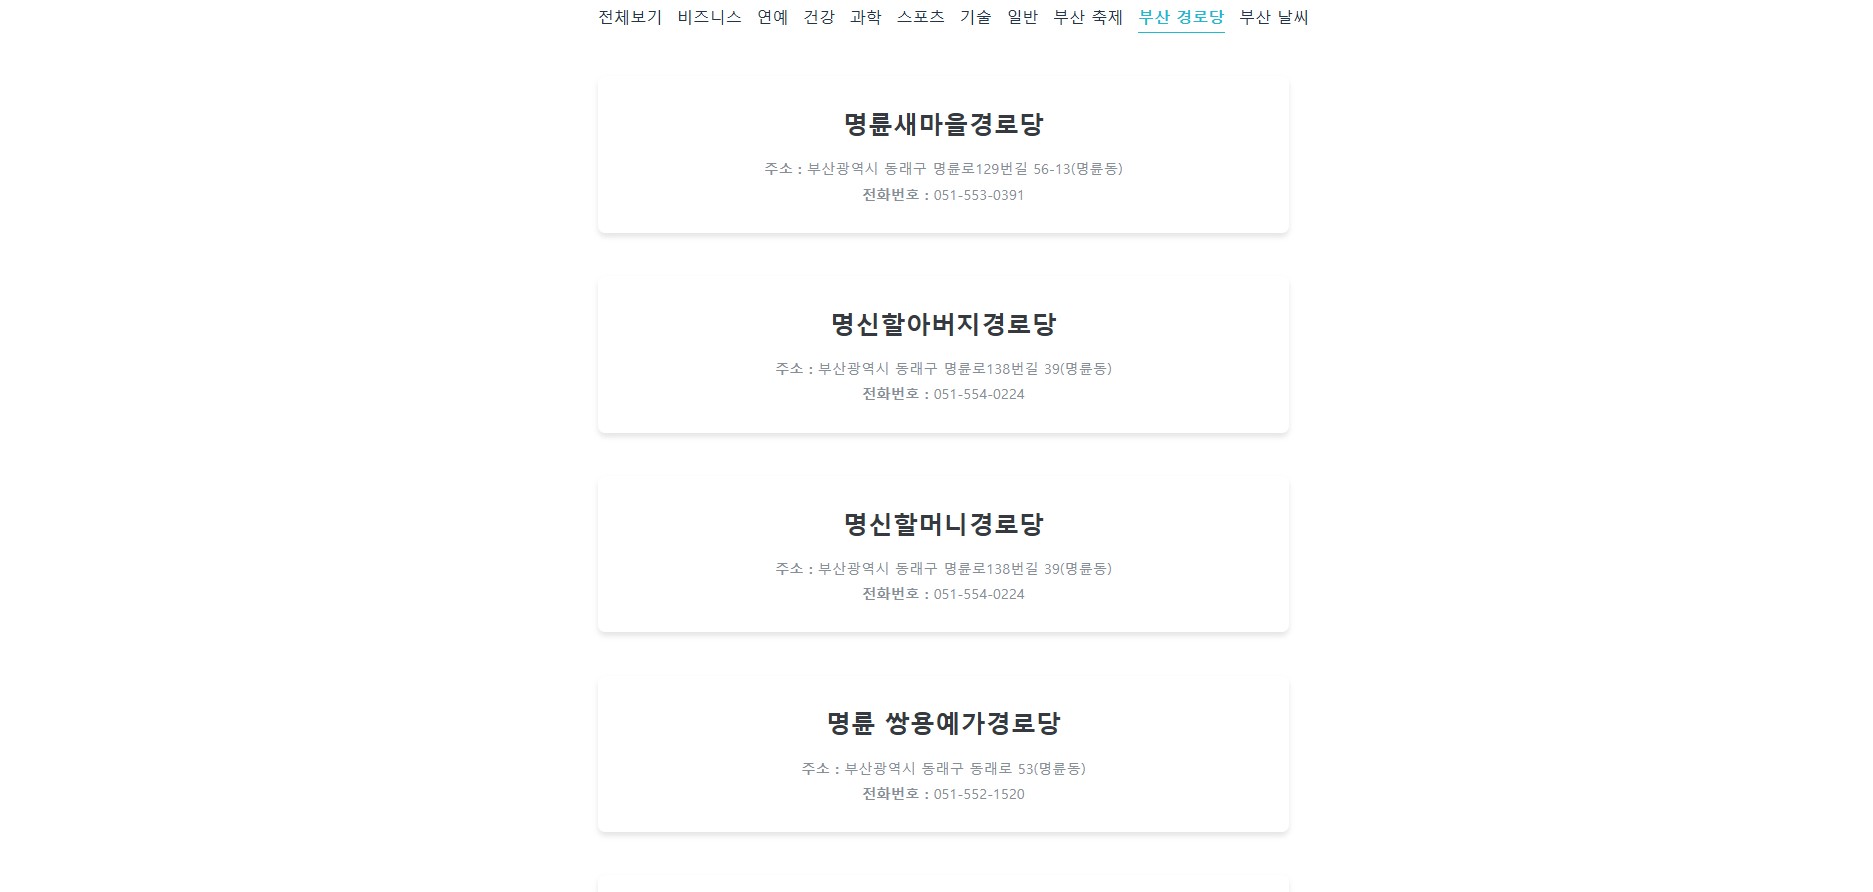 전체보기 비즈니스 연예 건강 과학 스포츠 기술 일반 부산 축제 부산 경로당 부산 날씨
명륜새마을경로당
주소 : 부산광역시 동래구 명륜로129번길 56-13(명륜동)
전화번호 : 051-553-0391
명신할아버지경로당
주소 : 부산광역시 동래구 명륜로138번길 39(명륜동)
전화번호 : 051-554-0224
명신할머니경로당
주소 : 부산광역시 동래구 명륜로138번길 39(명륜동)
전화번호 : 051-554-0224
명륜 쌍용예가경로당
주소 : 부산광역시 동래구 동래로 53(명륜동)
전화번호 : 051-552-1520